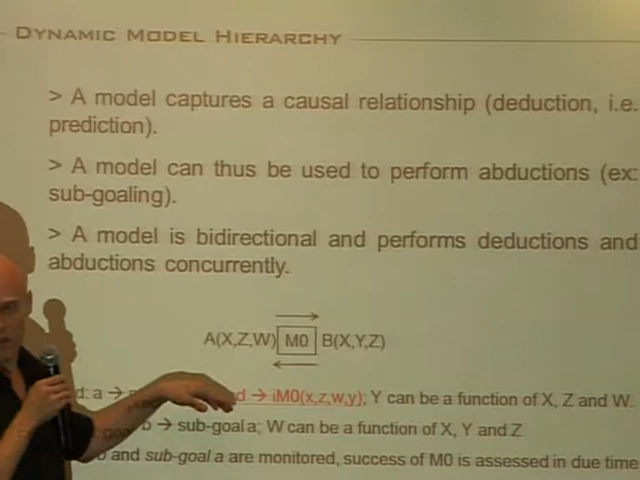 DYNAMIC MODEL HIERARCHY
> A model captures a causal relationship (deduction, i.e.
prediction).
> A model can thus be used to perform abductions (ex:
sub-goaling).
> A model is bidirectional and performs deductions and
abductions concurrently.
A(X,Z,W) M0 B(X,Y,Z)
d: a → d → iM0(x,z,w,y); Y can be a function of X, Z and W.
b → sub-goal a; W can be a function of X, Y and Z
and sub-goal a are monitored, success of M0 is assessed in due time